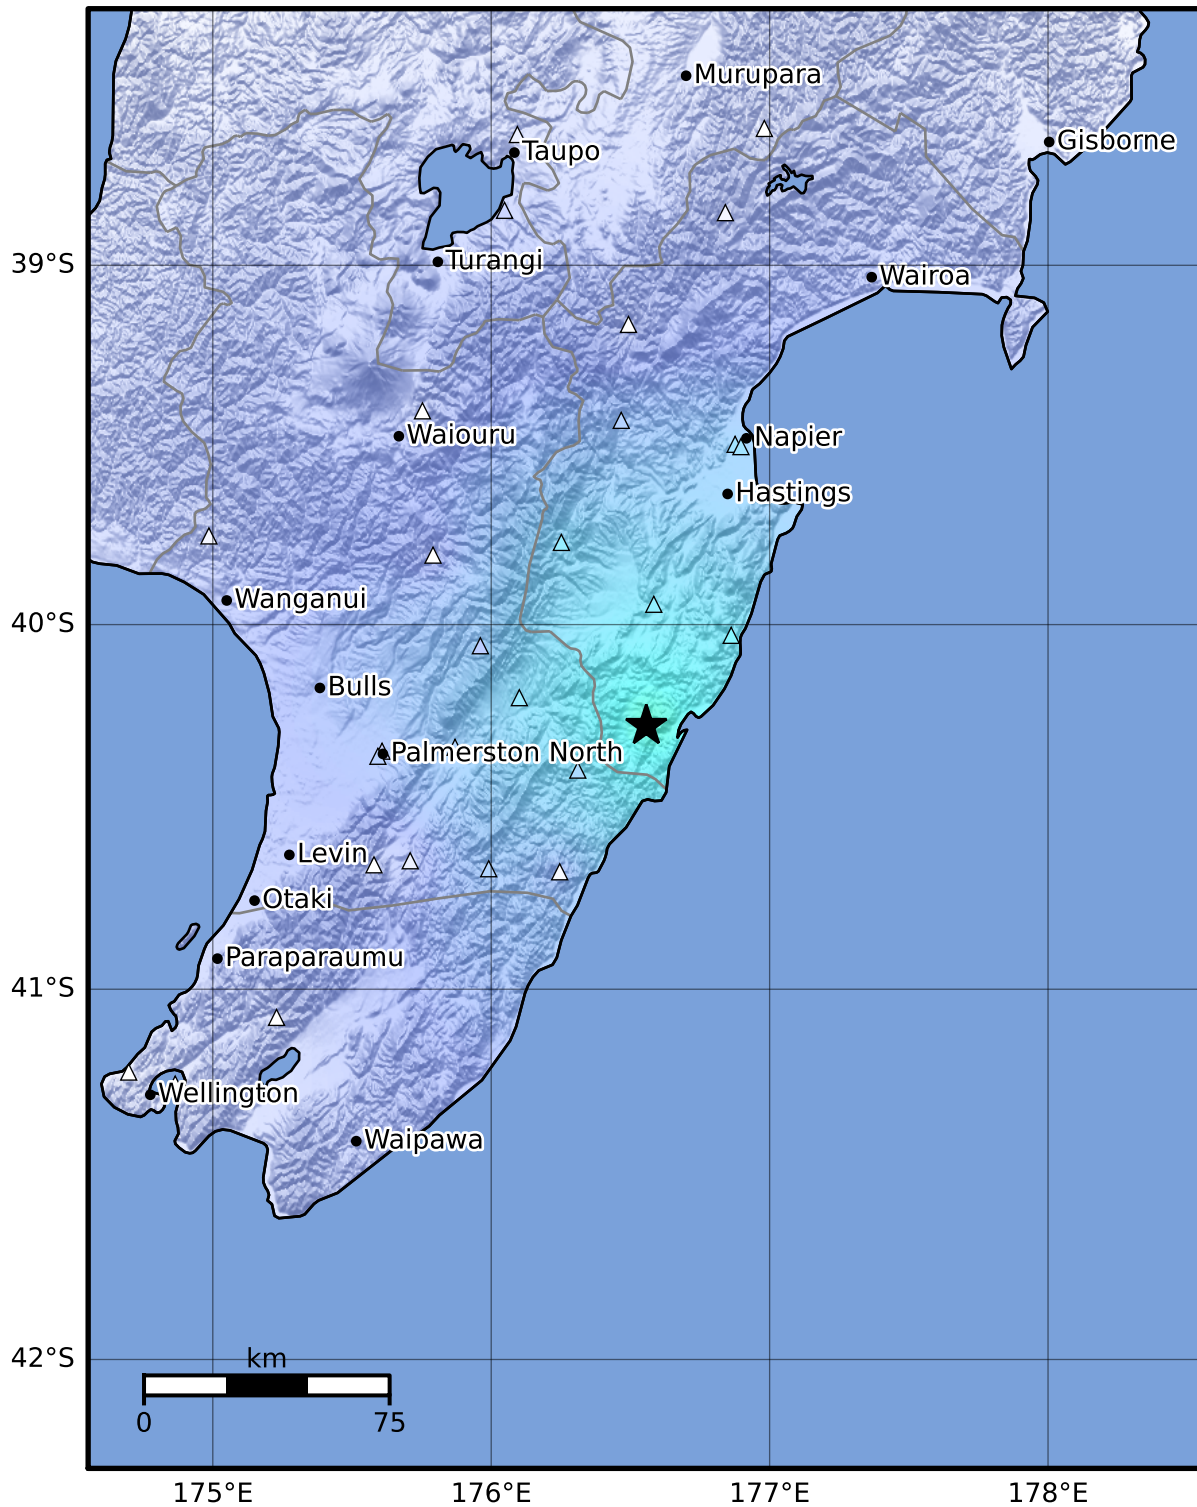 Murupara
Gisborne
Taupo
Turangi
39°S
Wairoa
Waiouru
Napier
Hastings
Wanganui
40°S
Bulls
Palmerston North
Levin
Otaki
Paraparaumu
41°S
Wellington
Waipawa
42°S
km
0
75
175°E
176°E
177°E
178°E